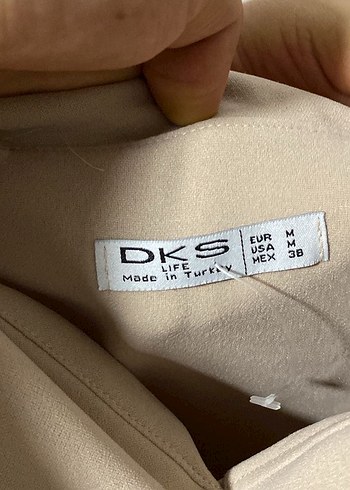 DKS
LIFE
Made in Turkey
EUR M
USA M
MEX 38